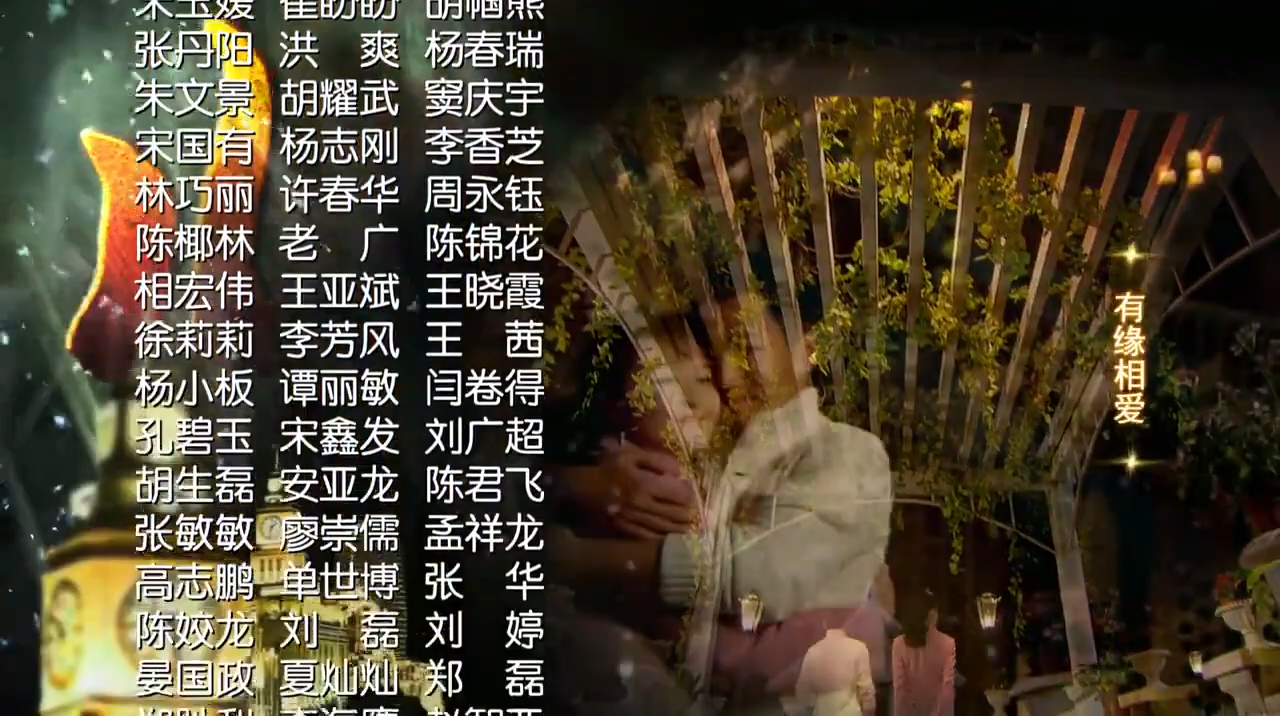 张丹阳 洪 爽 杨春瑞
朱文景 胡耀武 窦庆宇
宋国有 杨志刚 李香芝
林巧丽 许春华 周永钰
陈椰林 老 广 陈锦花
相宏伟 王亚斌 王晓霞
徐莉莉 李芳风 王 茜
杨小板 谭丽敏 闫卷得
孔碧玉 宋鑫发 刘广超
胡生磊 安亚龙 陈君飞
张敏敏 廖崇儒 孟祥龙
高志鹏 单世博 张 华
陈姣龙 刘 磊 刘 婷
晏国政 夏灿灿 郑 磊
有缘相爱